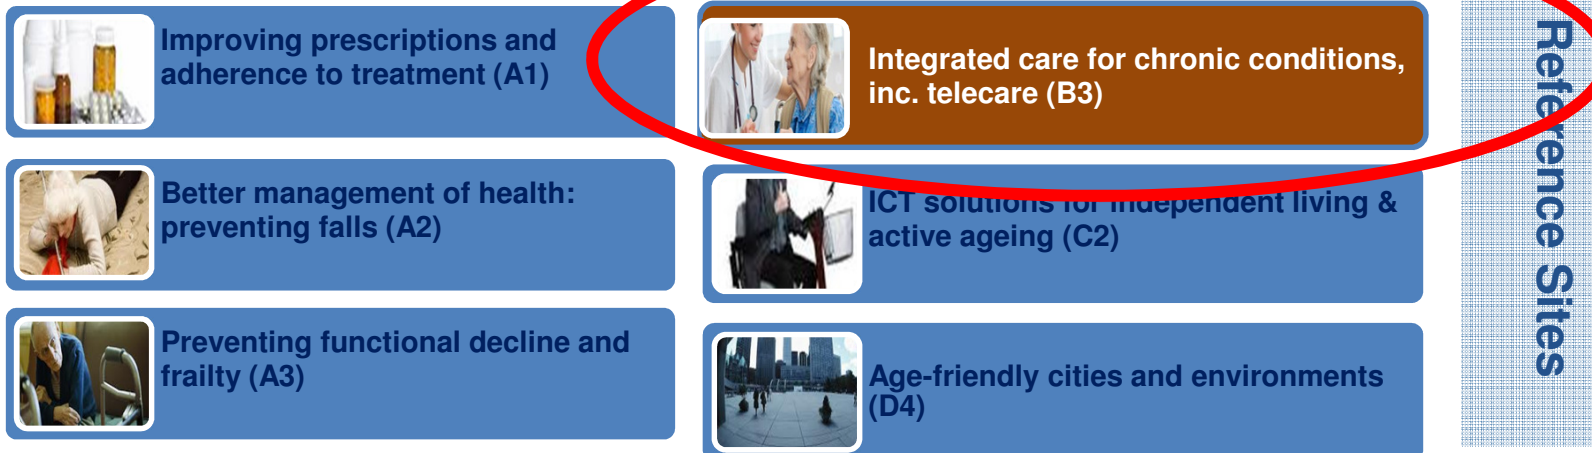 Improving prescriptions and
adherence to treatment (A1)
Integrated care for chronic conditions,
inc. telecare (B3)
Better management of health:
preventing falls (A2)
ICT solutions for independent living &
active ageing (C2)
Preventing functional decline and
frailty (A3)
Age-friendly cities and environments
(D4)
Reference Sites